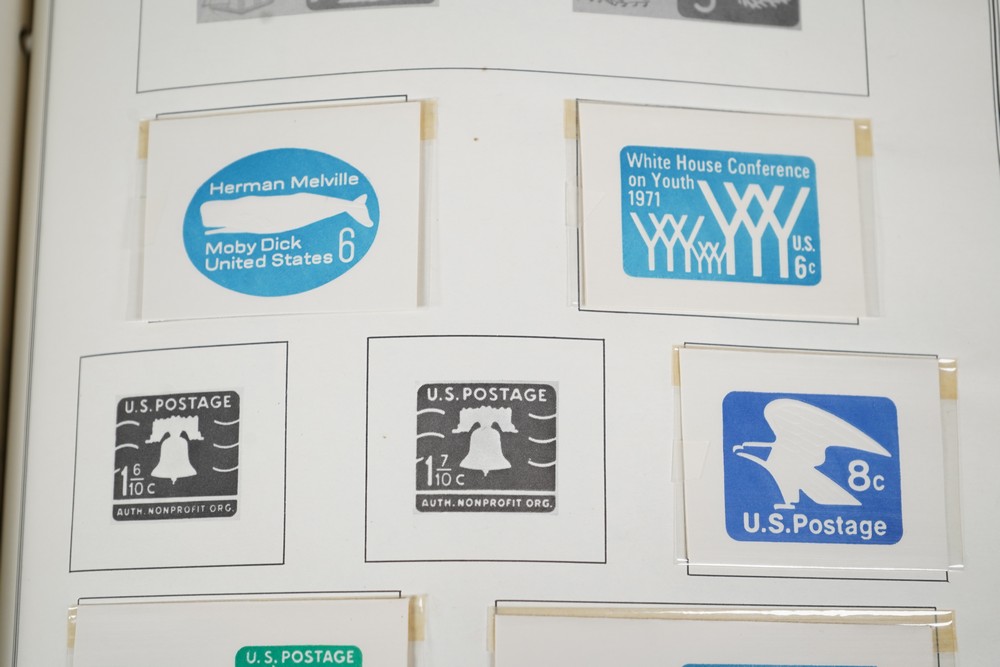 Herman Melville
Moby Dick
United States 6
White House Conference
on Youth
1971
U.S.
6c
U.S. POSTAGE
1 6/10 c
AUTH. NONPROFIT ORG.
U.S. POSTAGE
1 7/10 c
AUTH. NONPROFIT ORG.
8c
U.S.Postage
U.S. POSTAGE